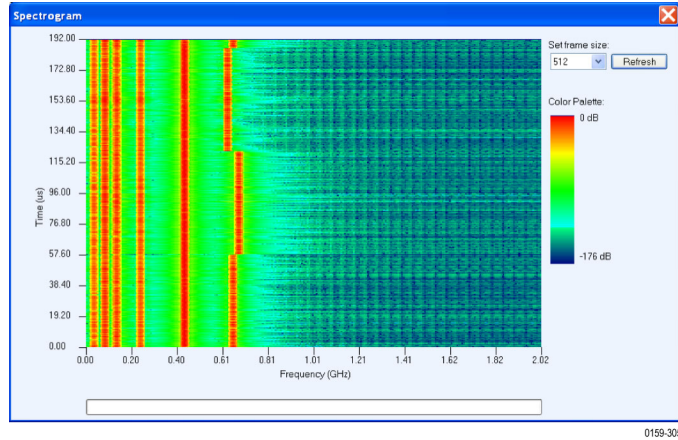 Spectrogram
192.00
172.80
153.60
134.40
115.20
96.00
76.80
57.60
38.40
19.20
0.00
Time (us)
0.00 0.20 0.40 0.61 0.81 1.01 1.21 1.41 1.62 1.82 2.02
Frequency (GHz)
Set frame size:
512 Refresh
Color Palette:
0 dB
-176 dB